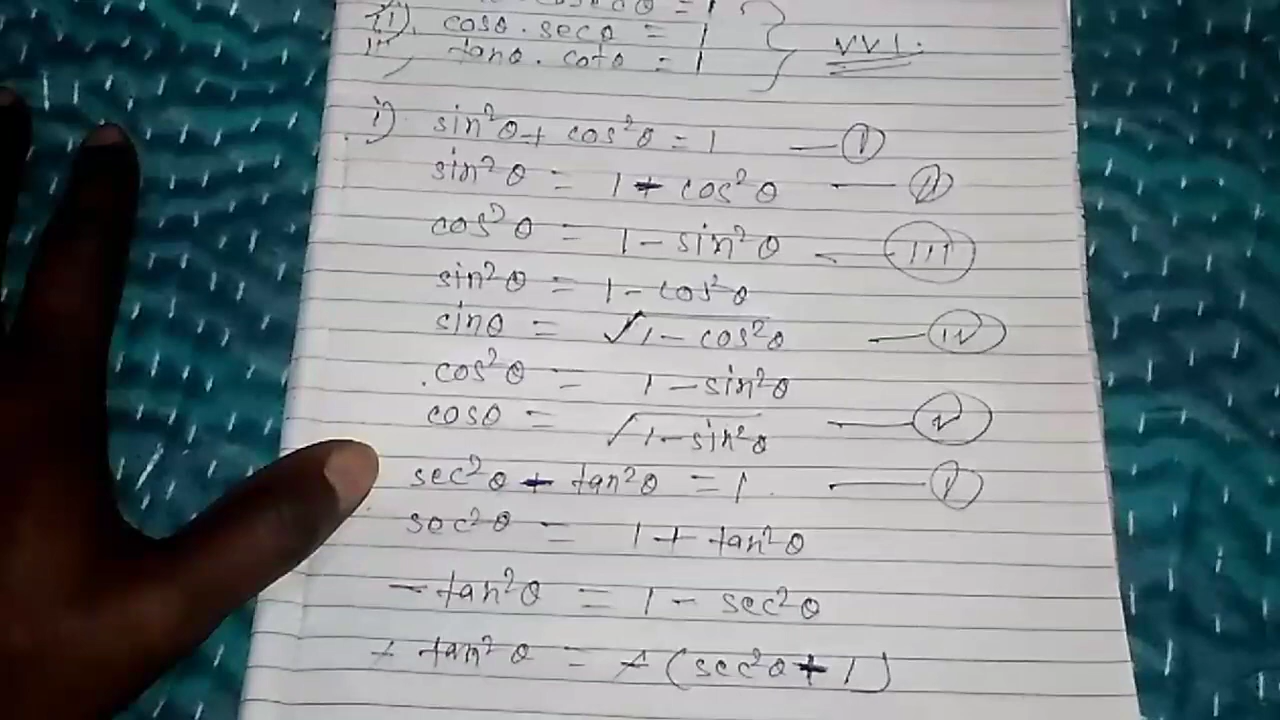 = 1
ii). cosθ . secθ = 1
tanθ . cotθ = 1
VVI.
i) sin²θ + cos²θ = 1 — (I)
sin²θ = 1 - cos²θ — (II)
cos²θ = 1 - sin²θ — (III)
sin²θ = 1 - cos²θ
sinθ = √1 - cos²θ — (IV)
cos²θ = 1 - sin²θ
cosθ = √1 - sin²θ — (V)
sec²θ - tan²θ = 1. — (I)
sec²θ = 1 + tan²θ
- tan²θ = 1 - sec²θ
- tan²θ = - (sec²θ - 1)